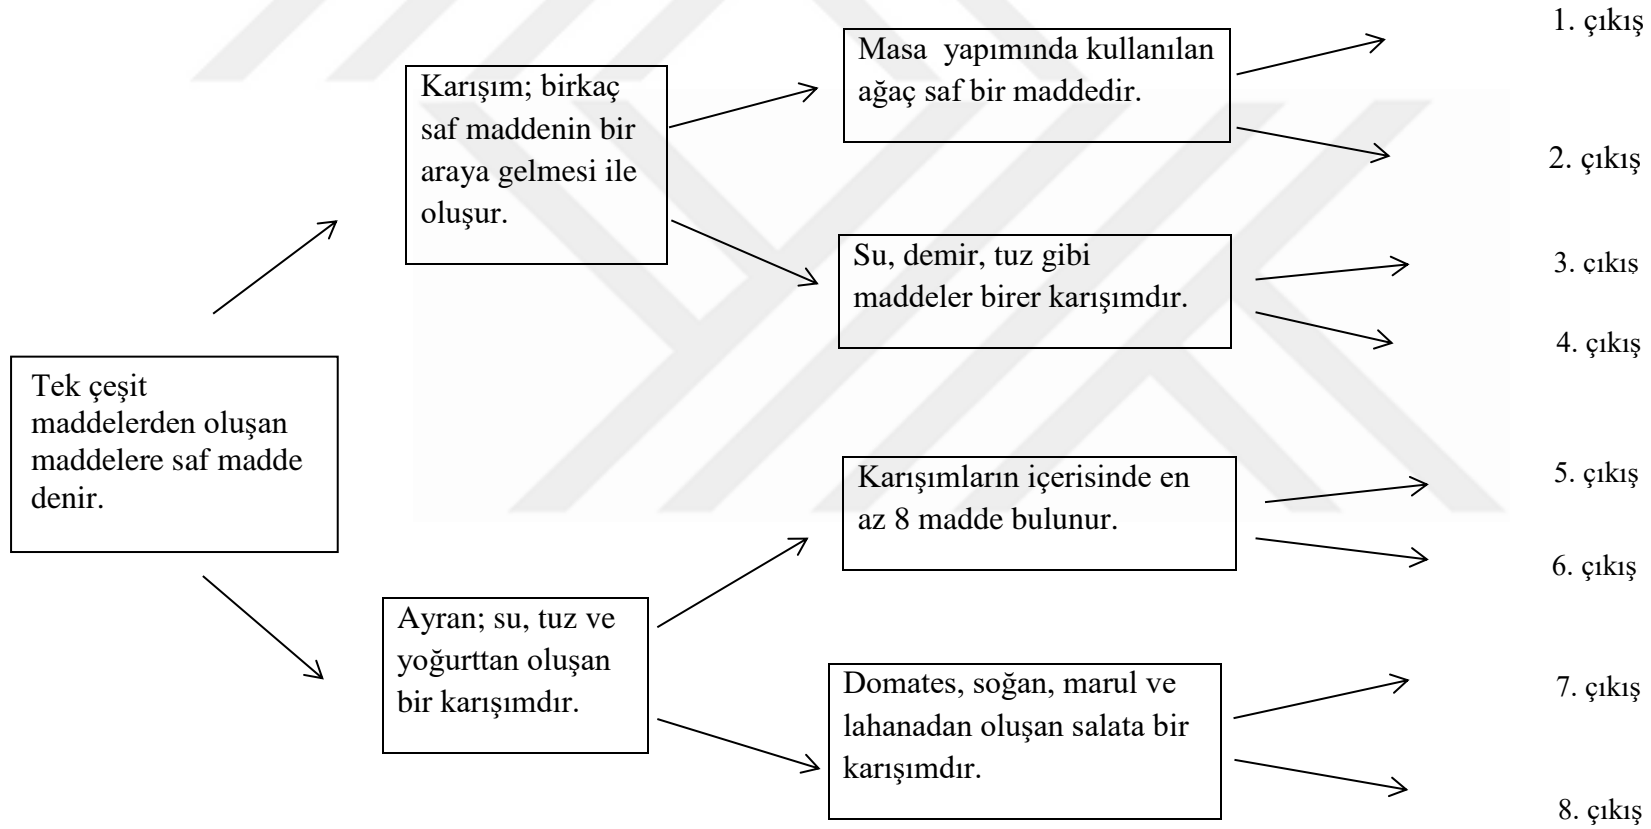 Tek çeşit
maddelerden oluşan
maddelere saf madde
denir.
Karışım; birkaç
saf maddenin bir
araya gelmesi ile
oluşur.
Ayran; su, tuz ve
yoğurttan oluşan
bir karışımdır.
Masa yapımında kullanılan
ağaç saf bir maddedir.
Su, demir, tuz gibi
maddeler birer karışımdır.
Karışımların içerisinde en
az 8 madde bulunur.
Domates, soğan, marul ve
lahanadan oluşan salata bir
karışımdır.
1. çıkış
2. çıkış
3. çıkış
4. çıkış
5. çıkış
6. çıkış
7. çıkış
8. çıkış